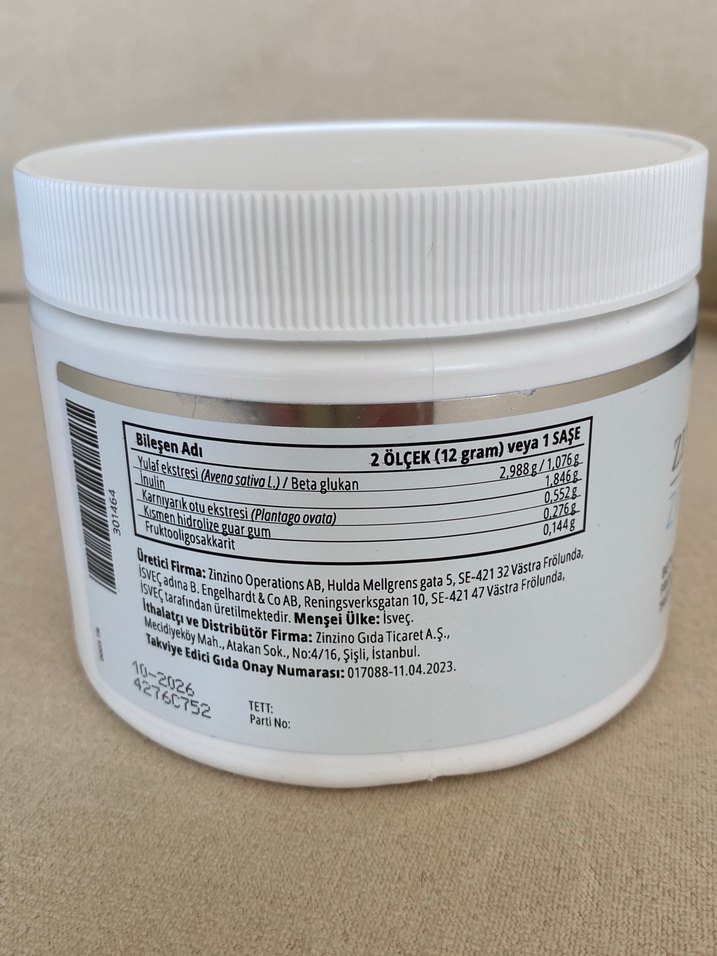 Bileşen Adı 2 ÖLÇEK (12 gram) veya 1 SAŞE
Yulaf ekstresi (Avena sativa L.) / Beta glukan 2,988 g / 1,076 g
İnulin 1,846 g
Karnıyarık otu ekstresi (Plantago ovata) 0,552 g
Kısmen hidrolize guar gum 0,276 g
Fruktooligosakkarit 0,144 g
Üretici Firma: Zinzino Operations AB, Hulda Mellgrens gata 5, SE-421 32 Västra Frölunda,
İSVEÇ adına B. Engelhardt & Co AB, Reningsverksgatan 10, SE-421 47 Västra Frölunda,
İSVEÇ tarafından üretilmektedir. Menşei Ülke: İsveç.
İthalatçı ve Distribütör Firma: Zinzino Gıda Ticaret A.Ş.,
Mecidiyeköy Mah., Atakan Sok., No:4/16, Şişli, İstanbul.
Takviye Edici Gıda Onay Numarası: 017088-11.04.2023.
301464
10-2026
4276C752
TETT:
Parti No: